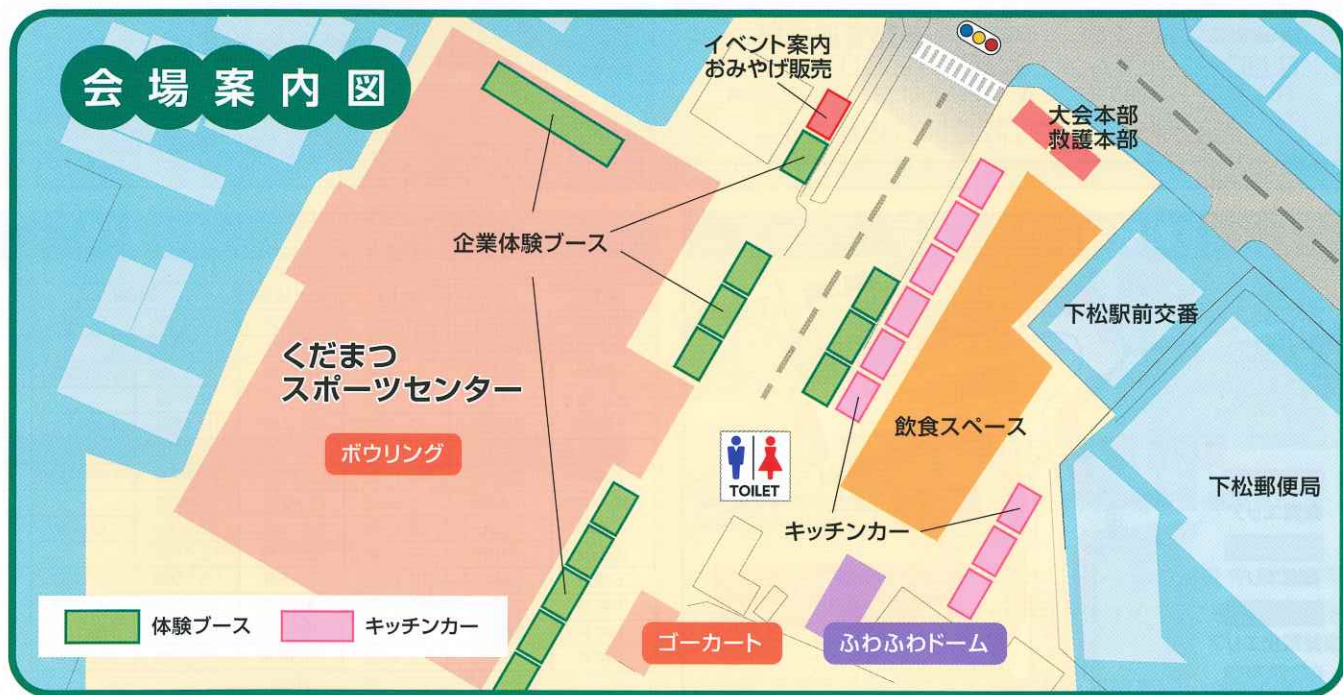 会場案内図
イベント案内
おみやげ販売
大会本部
救護本部
企業体験ブース
下松駅前交番
くだまつ
スポーツセンター
ボウリング
飲食スペース
TOILET
下松郵便局
キッチンカー
体験ブース
キッチンカー
ゴーカート
ふわふわドーム